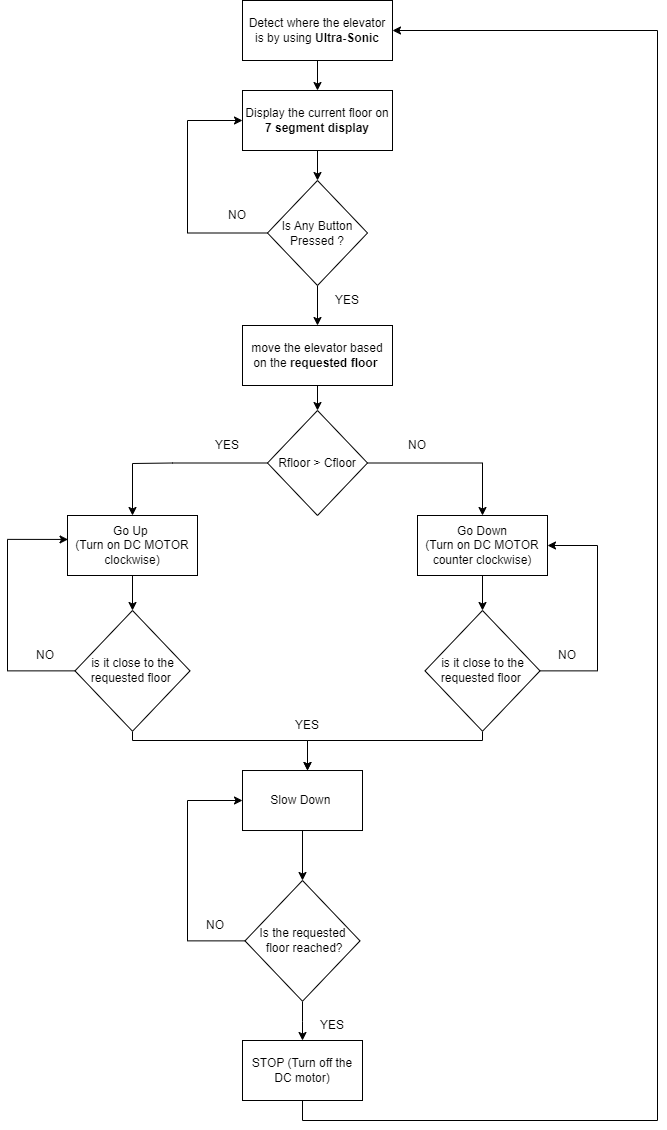 Detect where the elevator
is by using Ultra-Sonic
Display the current floor on
7 segment display
NO
Is Any Button
Pressed ?
YES
move the elevator based
on the requested floor
YES
Rfloor > Cfloor
NO
Go Up
(Turn on DC MOTOR
clockwise)
Go Down
(Turn on DC MOTOR
counter clockwise)
NO
is it close to the
requested floor
is it close to the
requested floor
NO
YES
Slow Down
NO
Is the requested
floor reached?
YES
STOP (Turn off the
DC motor)